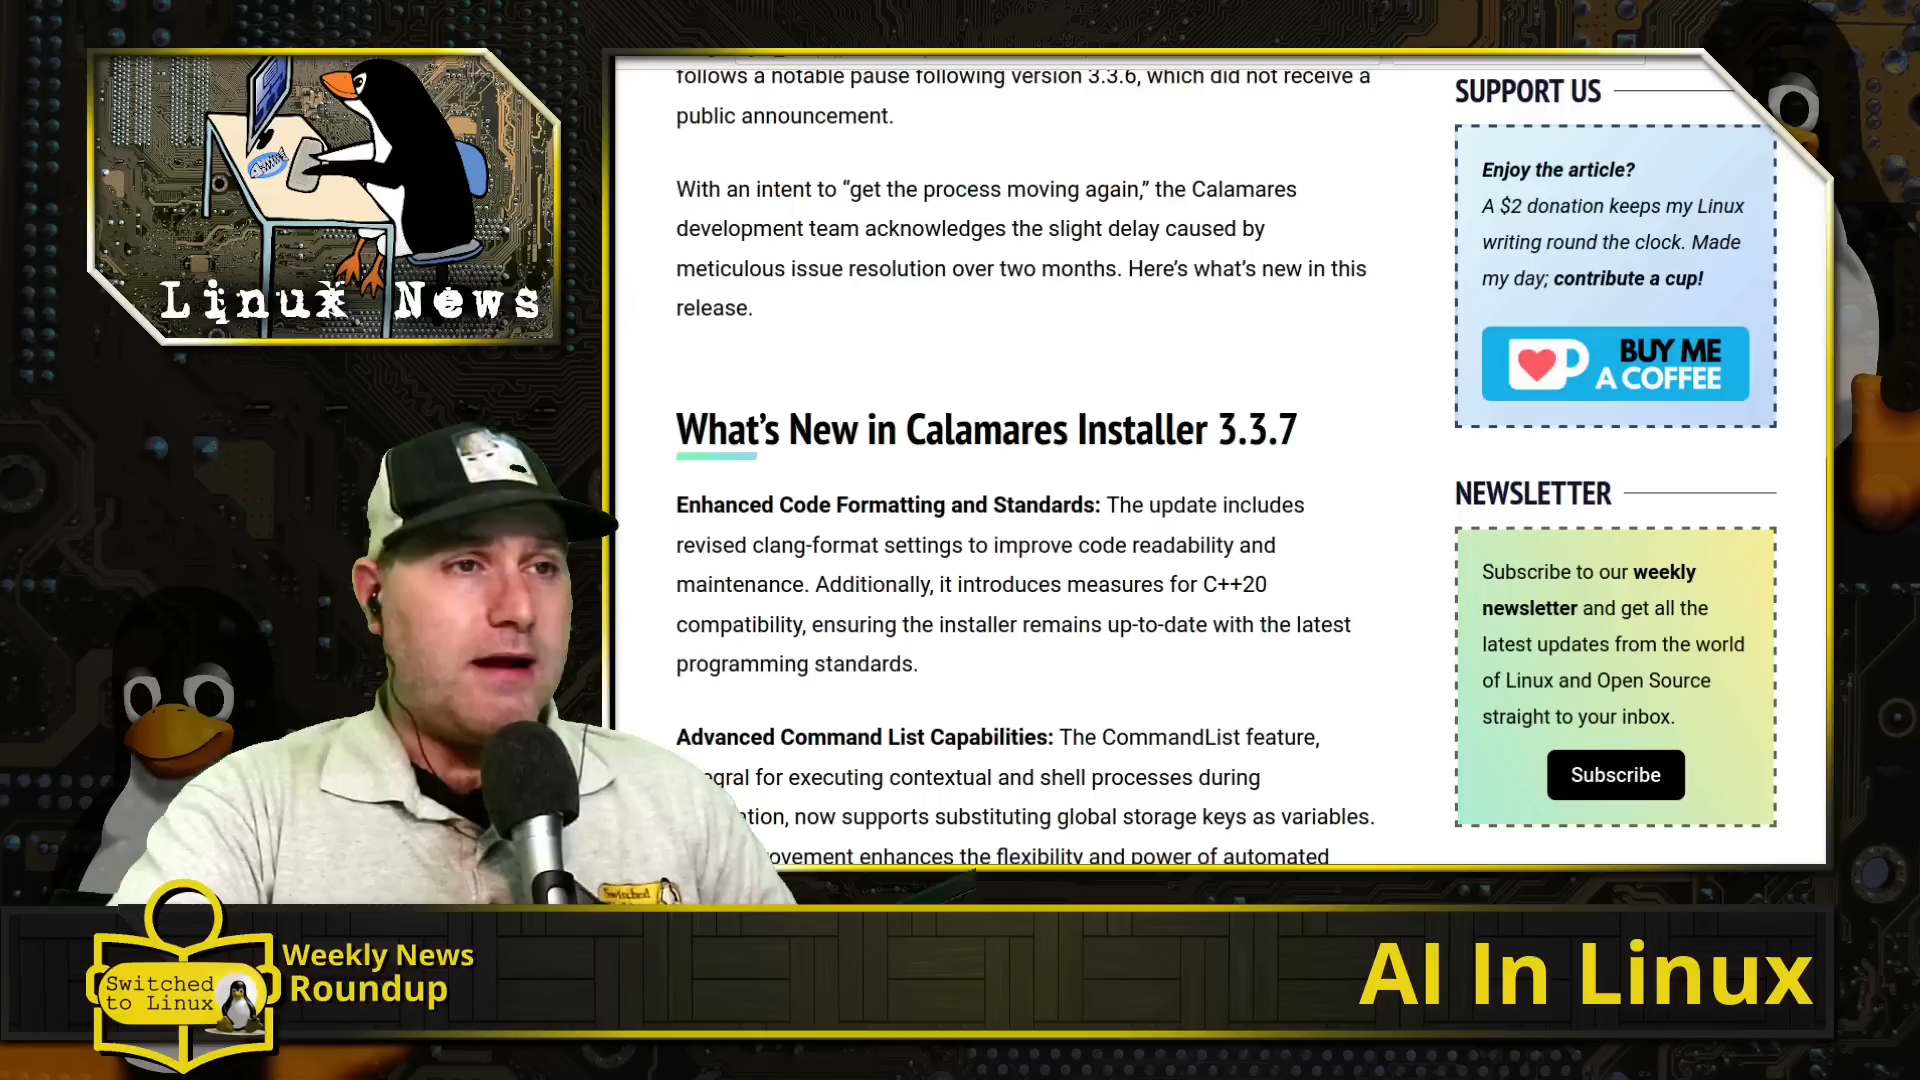 Linux News
follows a notable pause following version 3.3.6, which did not receive a
public announcement.
With an intent to “get the process moving again,” the Calamares
development team acknowledges the slight delay caused by
meticulous issue resolution over two months. Here’s what’s new in this
release.
What’s New in Calamares Installer 3.3.7
Enhanced Code Formatting and Standards: The update includes
revised clang-format settings to improve code readability and
maintenance. Additionally, it introduces measures for C++20
compatibility, ensuring the installer remains up-to-date with the latest
programming standards.
Advanced Command List Capabilities: The CommandList feature,
for executing contextual and shell processes during
now supports substituting global storage keys as variables.
enhances the flexibility and power of automated
SUPPORT US
Enjoy the article?
A $2 donation keeps my Linux
writing round the clock. Made
my day; contribute a cup!
BUY ME
A COFFEE
NEWSLETTER
Subscribe to our weekly
newsletter and get all the
latest updates from the world
of Linux and Open Source
straight to your inbox.
Subscribe
Switched
Switched
to Linux
Weekly News
Roundup
AI In Linux